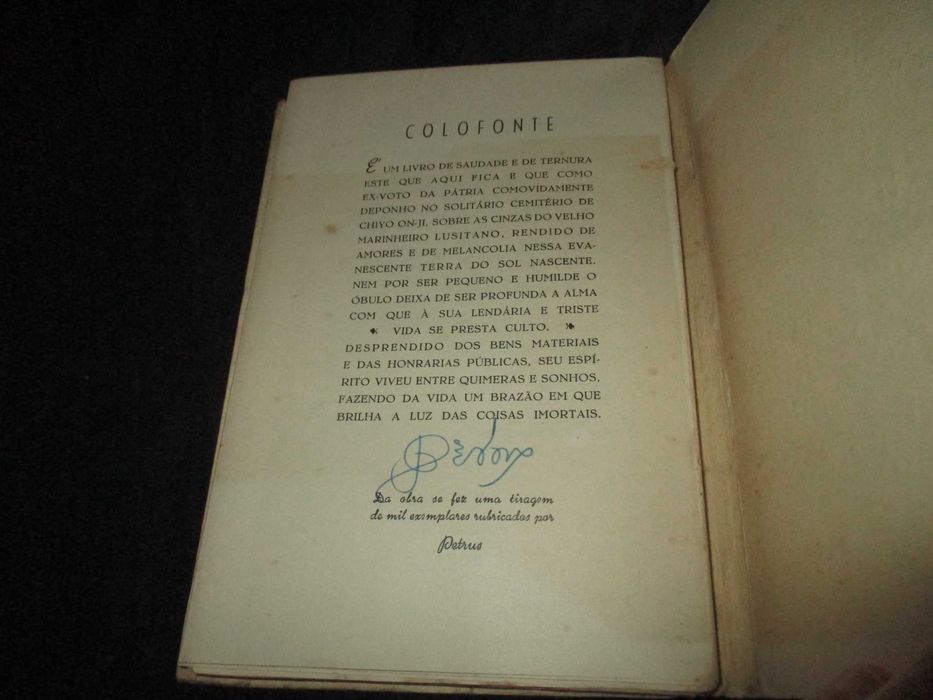 COLOFONTE
E' UM LIVRO DE SAUDADE E DE TERNURA
ESTE QUE AQUI FICA E QUE COMO
EX-VOTO DA PÁTRIA COMOVIDAMENTE
DEPONHO NO SOLITÁRIO CEMITÉRIO DE
CHIYO ON-JI, SOBRE AS CINZAS DO VELHO
MARINHEIRO LUSITANO, RENDIDO DE
AMORES E DE MELANCOLIA NESSA EVA-
NESCENTE TERRA DO SOL NASCENTE.
NEM POR SER PEQUENO E HUMILDE O
ÓBULO DEIXA DE SER PROFUNDA A ALMA
COM QUE À SUA LENDÁRIA E TRISTE
VIDA SE PRESTA CULTO.
DESPRENDIDO DOS BENS MATERIAIS
E DAS HONRARIAS PÚBLICAS, SEU ESPÍ-
RITO VIVEU ENTRE QUIMERAS E SONHOS,
FAZENDO DA VIDA UM BRAZÃO EM QUE
BRILHA A LUZ DAS COISAS IMORTAIS.
Da obra se fez uma tiragem
de mil exemplares rubricados por
Petrus